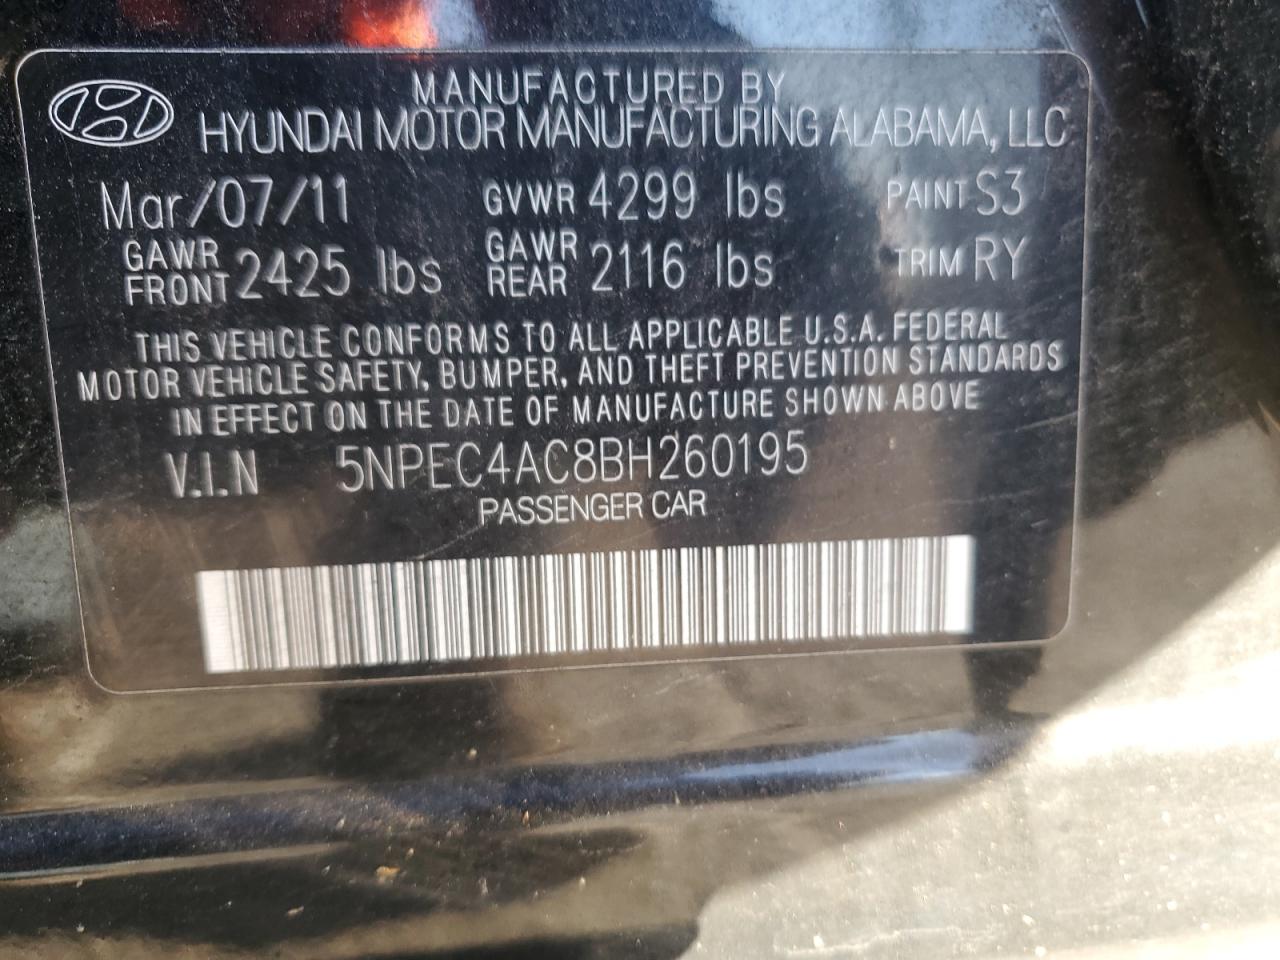 MANUFACTURED BY
HYUNDAI MOTOR MANUFACTURING ALABAMA, LLC
Mar/07/11 GVWR 4299 lbs PAINT S3
GAWR FRONT 2425 lbs GAWR REAR 2116 lbs TRIM RY
THIS VEHICLE CONFORMS TO ALL APPLICABLE U.S.A. FEDERAL
MOTOR VEHICLE SAFETY, BUMPER, AND THEFT PREVENTION STANDARDS
IN EFFECT ON THE DATE OF MANUFACTURE SHOWN ABOVE
V.I.N 5NPEC4AC8BH260195
PASSENGER CAR